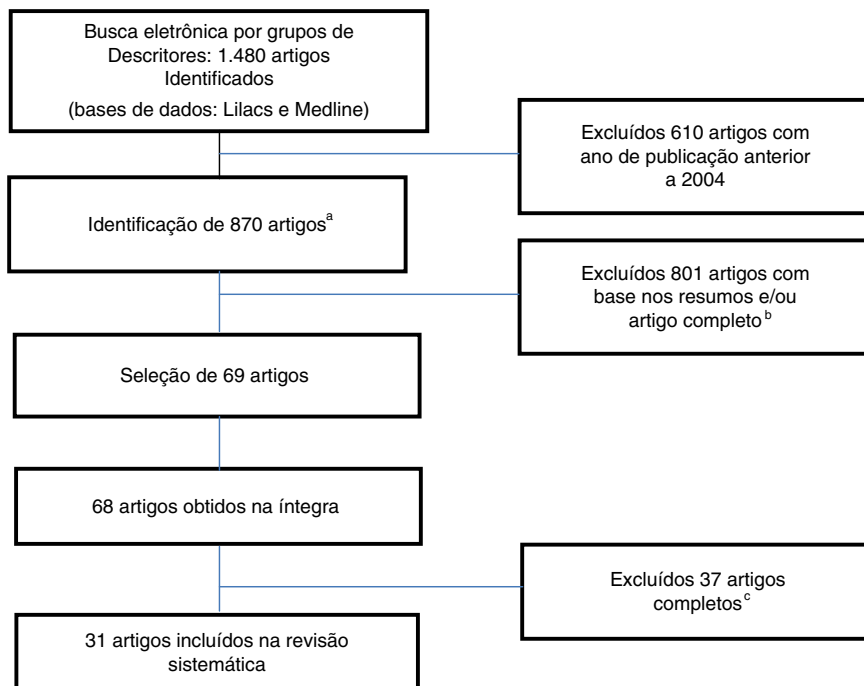 Busca eletrônica por grupos de
Descritores: 1.480 artigos
Identificados
(bases de dados: Lilacs e Medline)
Excluídos 610 artigos com
ano de publicação anterior
a 2004
Identificação de 870 artigos^a
Excluídos 801 artigos com
base nos resumos e/ou
artigo completo^b
Seleção de 69 artigos
68 artigos obtidos na íntegra
Excluídos 37 artigos
completos^c
31 artigos incluídos na revisão
sistemática